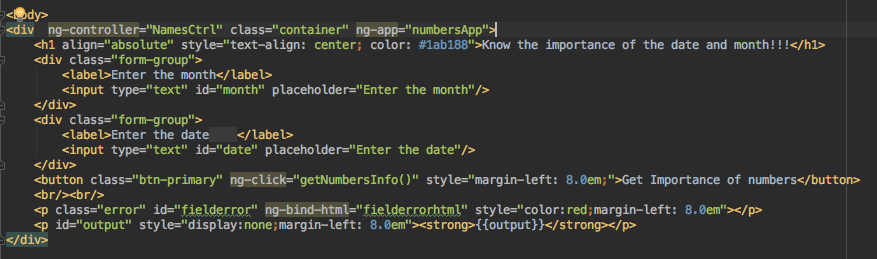 <body>
<div  ng-controller="NamesCtrl" class="container" ng-app="numbersApp">
    <h1 align="absolute" style="text-align: center; color: #1ab188">Know the importance of the date and month!!!</h1>
    <div class="form-group">
        <label>Enter the month</label>
        <input type="text" id="month" placeholder="Enter the month"/>
    </div>
    <div class="form-group">
        <label>Enter the date    </label>
        <input type="text" id="date" placeholder="Enter the date"/>
    </div>
    <button class="btn-primary" ng-click="getNumbersInfo()" style="margin-left: 8.0em;">Get Importance of numbers</button>
    <br/><br/>
    <p class="error" id="fielderror" ng-bind-html="fielderrorhtml" style="color:red;margin-left: 8.0em"></p>
    <p id="output" style="display:none;margin-left: 8.0em"><strong>{{output}}</strong></p>
</div>